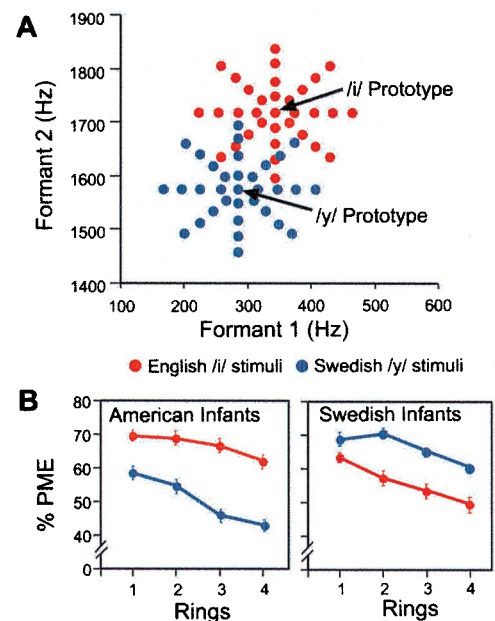 A
1900
1800
1700
1600
1500
1400
Formant 2 (Hz)
/i/ Prototype
/y/ Prototype
100 200 300 400 500 600
Formant 1 (Hz)
English /i/ stimuli Swedish /y/ stimuli
B
American Infants Swedish Infants
% PME
80
70
60
50
40
0
1 2 3 4 1 2 3 4
Rings Rings